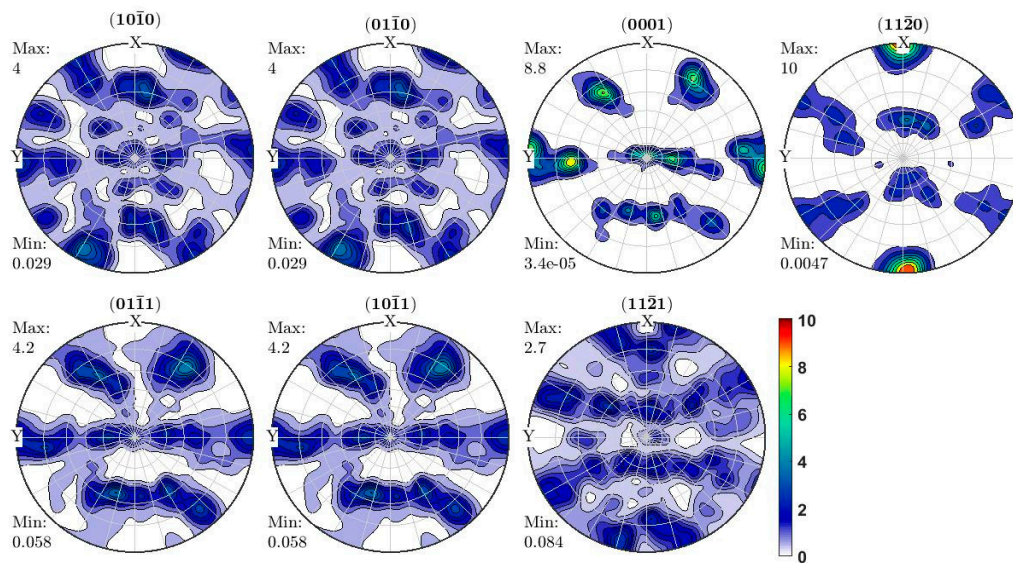 (101̄0)
(011̄0)
(0001)
(112̄0)
Max:
4
X
Y
Min:
0.029
Max:
4
X
Y
Min:
0.029
Max:
8.8
X
Y
Min:
3.4e-05
Max:
10
X
Y
Min:
0.0047
(011̄1)
(101̄1)
(112̄1)
Max:
4.2
X
Y
Min:
0.058
Max:
4.2
X
Y
Min:
0.058
Max:
2.7
X
Y
Min:
0.084
10
8
6
4
2
0